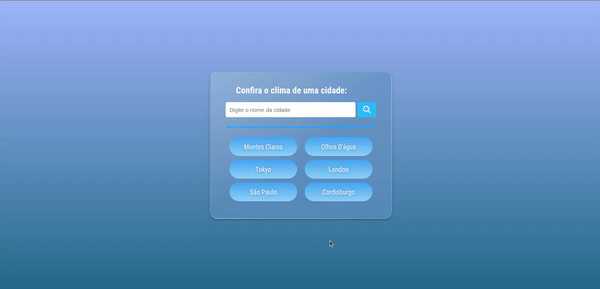 Confira o clima de uma cidade:
Digite o nome da cidade
Montes Claros
Olhos D'água
Tokyo
London
São Paulo
Cordisburgo